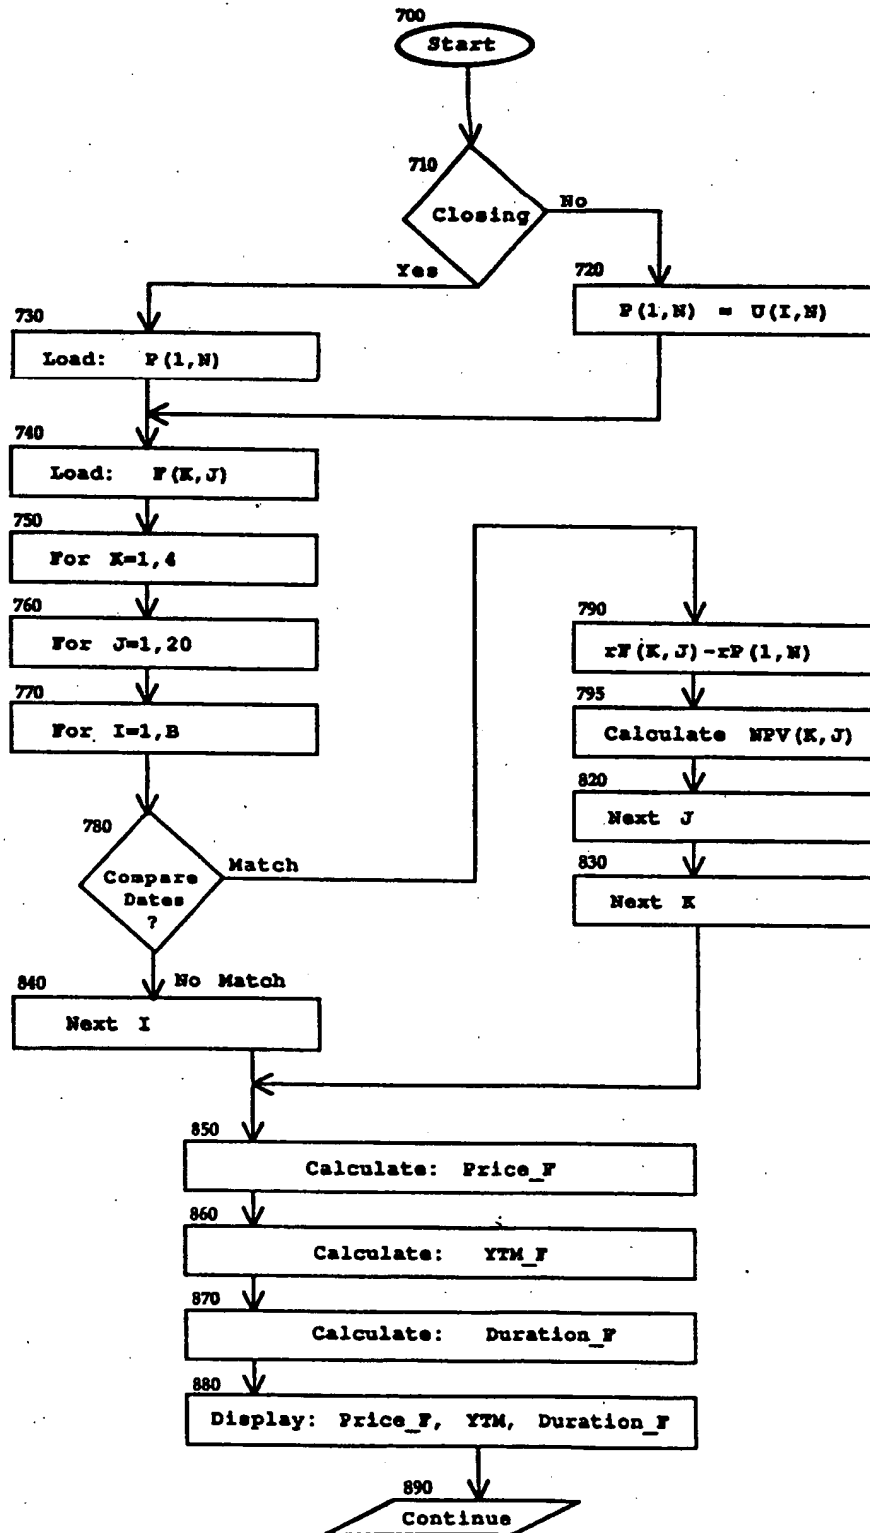 700
Start
710
Closing
No
Yes
720
P(1,N) = U(I,N)
730
Load: P(1,N)
740
Load: F(K,J)
750
For K=1,4
760
For J=1,20
770
For I=1,B
780
Compare
Dates
?
Match
No Match
790
rF(K,J)-rP(1,N)
795
Calculate NPV(K,J)
820
Next J
830
Next K
840
Next I
850
Calculate: Price_F
860
Calculate: YTM_F
870
Calculate: Duration_F
880
Display: Price_F, YTM, Duration_F
890
Continue